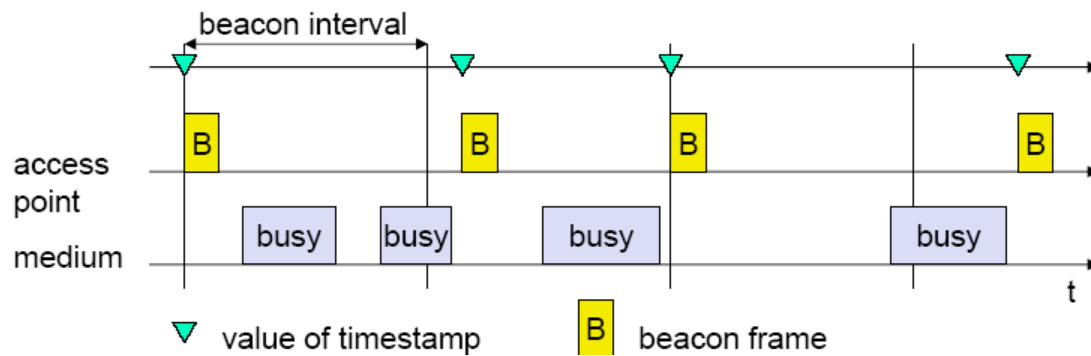 beacon interval
B B B B
access
point
busy busy busy busy
medium
t
value of timestamp B beacon frame